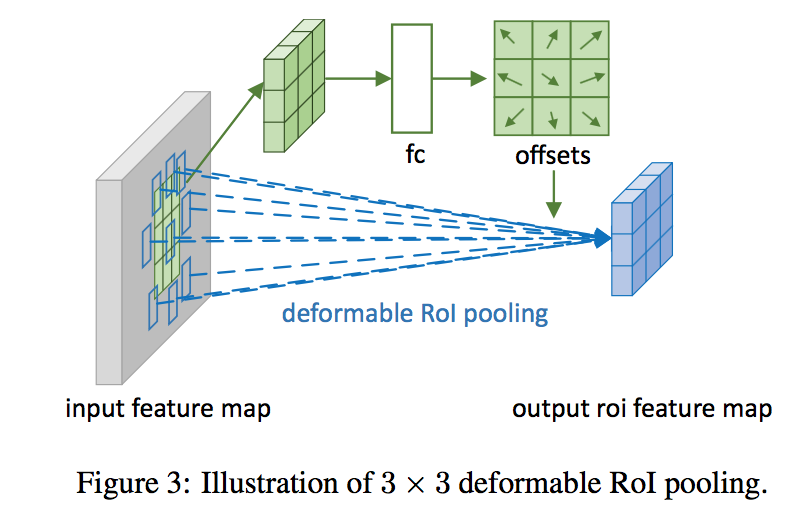 fc
offsets
deformable RoI pooling
input feature map
output roi feature map
Figure 3: Illustration of 3 × 3 deformable RoI pooling.